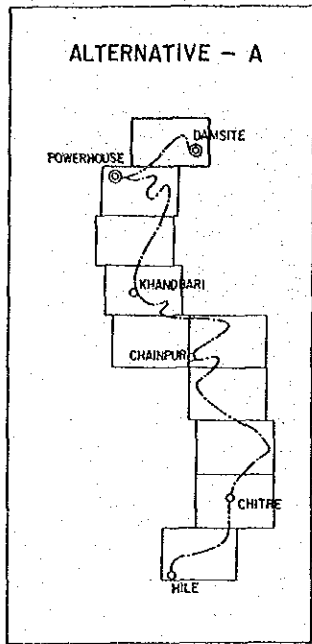 ALTERNATIVE - A
DAMSITE
POWERHOUSE
KHANDBARI
CHAINPUR
CHITRE
HILE